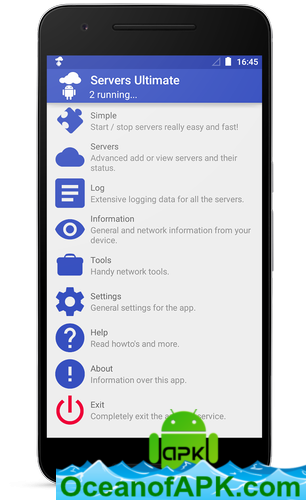 16:45
Servers Ultimate
2 running...
Simple
Start / stop servers really easy and fast!
Servers
Advanced add or view servers and their
status.
Log
Extensive logging data for all the servers.
Information
General and network information from your
device.
Tools
Handy network tools.
Settings
General settings for the app.
Help
Read howto's and more.
About
Information over this app.
Exit
Completely exit the a service.
APK
OceanofAPK.com